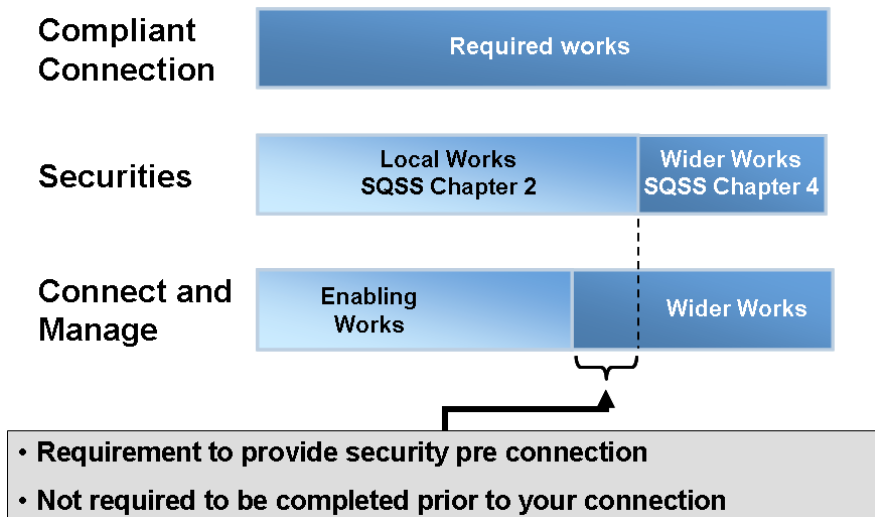 Compliant
Connection
Required works
Securities
Local Works
SQSS Chapter 2
Wider Works
SQSS Chapter 4
Connect and
Manage
Enabling
Works
Wider Works
• Requirement to provide security pre connection
• Not required to be completed prior to your connection